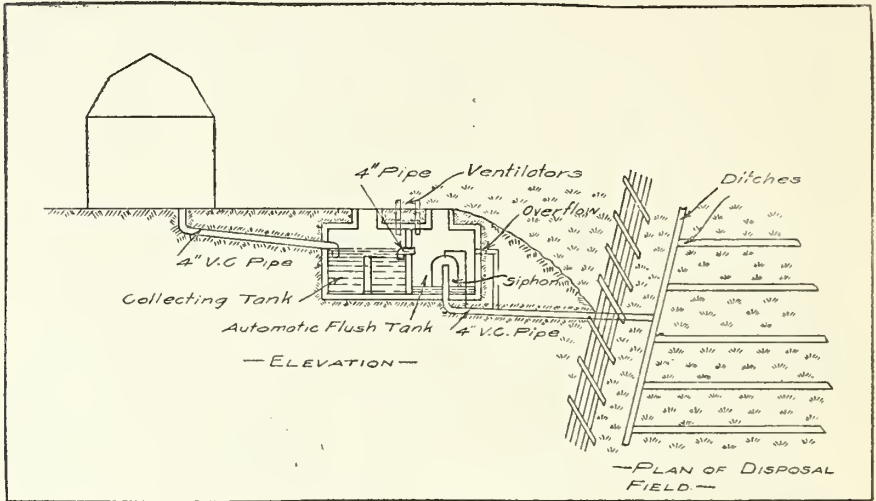 4" Pipe
Ventilators
Ditches
Overflow
4" V.C Pipe
Siphon
Collecting Tank
Automatic Flush Tank
4" V.C. Pipe
—ELEVATION—
—PLAN OF DISPOSAL
FIELD.—